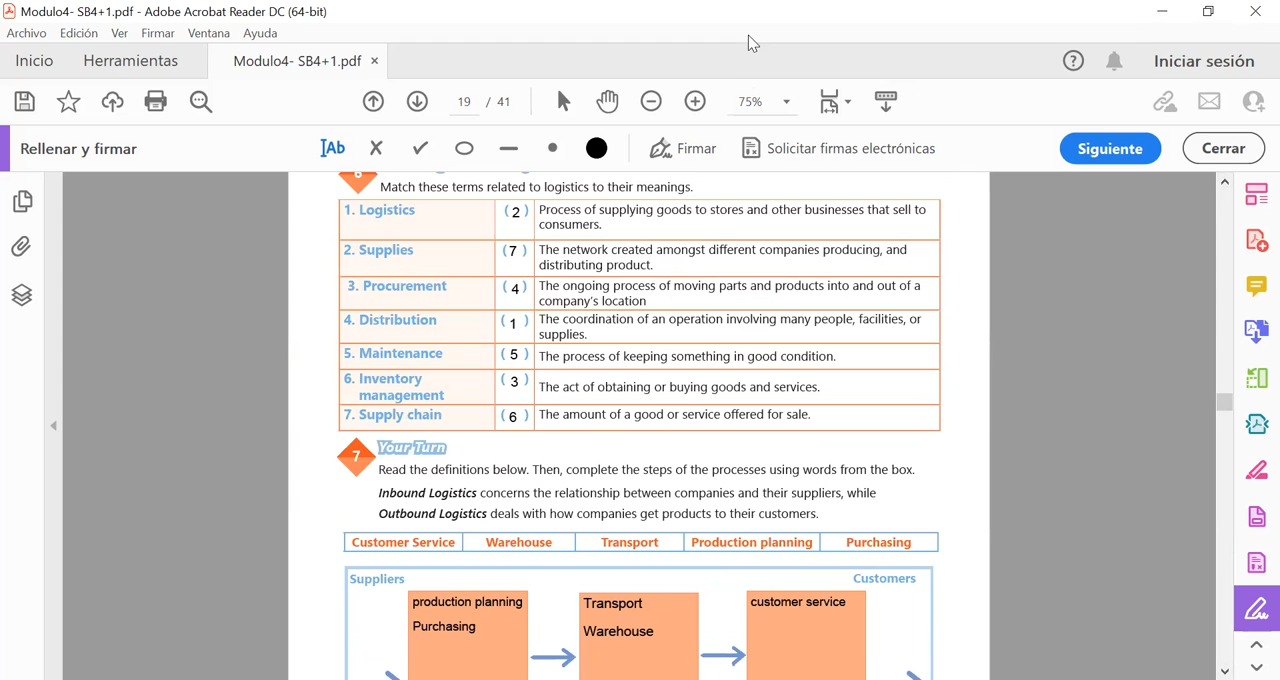 Modulo4- SB4+1.pdf - Adobe Acrobat Reader DC (64-bit)
Archivo Edición Ver Firmar Ventana Ayuda
Inicio Herramientas Modulo4- SB4+1.pdf × Iniciar sesión
19 / 41 75%
Rellenar y firmar Ab Firmar Solicitar firmas electrónicas Siguiente Cerrar
Match these terms related to logistics to their meanings.
1. Logistics ( 2 ) Process of supplying goods to stores and other businesses that sell to
consumers.
2. Supplies ( 7 ) The network created amongst different companies producing, and
distributing product.
3. Procurement ( 4 ) The ongoing process of moving parts and products into and out of a
company's location
4. Distribution ( 1 ) The coordination of an operation involving many people, facilities, or
supplies.
5. Maintenance ( 5 ) The process of keeping something in good condition.
6. Inventory
management ( 3 ) The act of obtaining or buying goods and services.
7. Supply chain ( 6 ) The amount of a good or service offered for sale.
7 Your Turn
Read the definitions below. Then, complete the steps of the processes using words from the box.
Inbound Logistics concerns the relationship between companies and their suppliers, while
Outbound Logistics deals with how companies get products to their customers.
Customer Service Warehouse Transport Production planning Purchasing
Suppliers Customers
production planning Transport customer service
Purchasing Warehouse